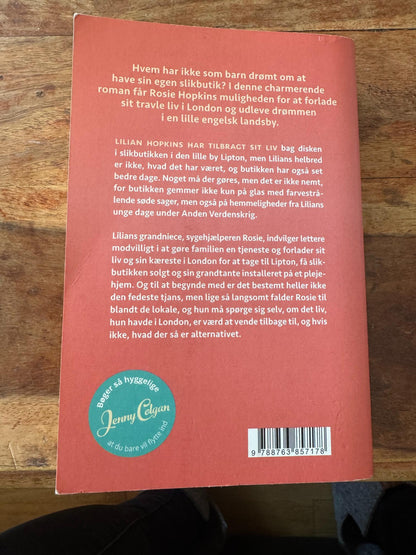 Hvem har ikke som barn drømt om at
have sin egen slikbutik? I denne charmerende
roman får Rosie Hopkins muligheden for at forlade
sit travle liv i London og udleve drømmen
i en lille engelsk landsby.
LILIAN HOPKINS HAR TILBRAGT SIT LIV bag disken
i slikbutikken i den lille by Lipton, men Lilians helbred
er ikke, hvad det har været, og butikken har også set
bedre dage. Noget må der gøres, men det er ikke nemt,
for butikken gemmer ikke kun på glas med farvestrå-
lende søde sager, men også på hemmeligheder fra Lilians
unge dage under Anden Verdenskrig.
Lilians grandniece, sygehjælperen Rosie, indvilger lettere
modvilligt i at gøre familien en tjeneste og forlader sit
liv og sin kæreste i London for at tage til Lipton, få slik-
butikken solgt og sin grandtante installeret på et pleje-
hjem. Og til at begynde med er det bestemt heller ikke
den fedeste tjans, men lige så langsomt falder Rosie til
blandt de lokale, og hun må spørge sig selv, om det liv,
hun havde i London, er værd at vende tilbage til, og hvis
ikke, hvad der så er alternativet.
Bøger så hyggelige
Jenny Colgan
at du bare vil flytte ind
9 788763 857178